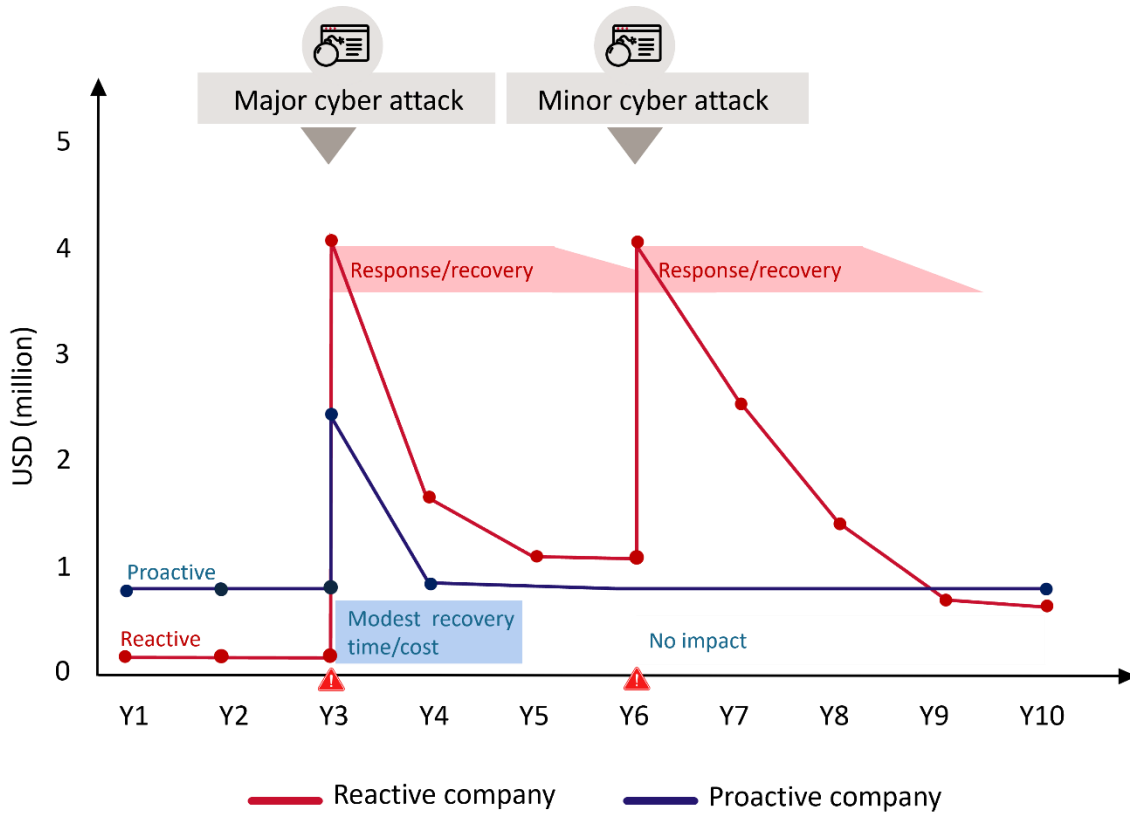 Major cyber attack
Minor cyber attack
USD (million)
5
4
3
2
1
0
Response/recovery
Response/recovery
Proactive
Reactive
Modest recovery
time/cost
No impact
Y1
Y2
Y3
Y4
Y5
Y6
Y7
Y8
Y9
Y10
Reactive company
Proactive company